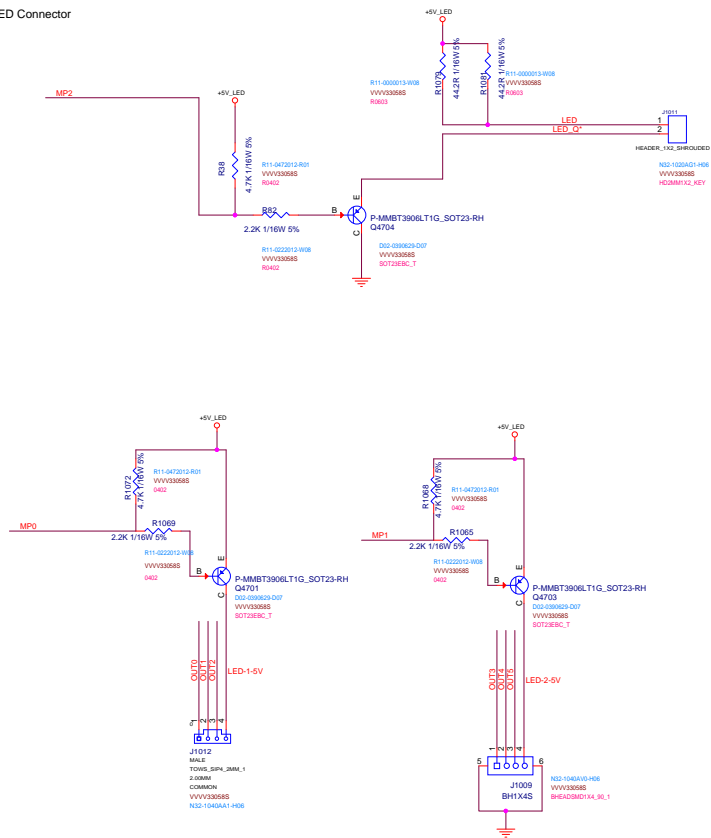 ED Connector
+5V_LED
R1079
44.2R 1/16W 5%
R1081
44.2R 1/16W 5%
R11-0000013-W08
VVVV33058S
R0603
R11-0000013-W08
VVVV33058S
R0603
MP2
+5V_LED
R38
4.7K 1/16W 5%
R11-0472012-R01
VVVV33058S
R0402
R82
2.2K 1/16W 5%
R11-0222012-W08
VVVV33058S
R0402
B
E
C
P-MMBT3906LT1G_SOT23-RH
Q4704
D02-0390629-D07
VVVV33058S
SOT23EBC_T
LED
LED_Q*
J1011
1
2
HEADER_1X2_SHROUDED
N32-1020AG1-H06
VVVV33058S
HD2MM1X2_KEY
+5V_LED
R1072
4.7K 1/16W 5%
R11-0472012-R01
VVVV33058S
0402
MP0
R1069
2.2K 1/16W 5%
R11-0222012-W08
VVVV33058S
0402
B
E
C
P-MMBT3906LT1G_SOT23-RH
Q4701
D02-0390629-D07
VVVV33058S
SOT23EBC_T
OUT0
OUT1
OUT2
LED-1-5V
1
2
3
4
J1012
MALE
TOWS_SIP4_2MM_1
2.00MM
COMMON
VVVV33058S
N32-1040AA1-H06
+5V_LED
R1068
4.7K 1/16W 5%
R11-0472012-R01
VVVV33058S
0402
MP1
R1065
2.2K 1/16W 5%
R11-0222012-W08
VVVV33058S
0402
B
E
C
P-MMBT3906LT1G_SOT23-RH
Q4703
D02-0390629-D07
VVVV33058S
SOT23EBC_T
OUT3
OUT4
OUT5
LED-2-5V
1
2
3
4
5
6
J1009
BH1X4S
N32-1040AV0-H06
VVVV33058S
BHEADSMD1X4_90_1